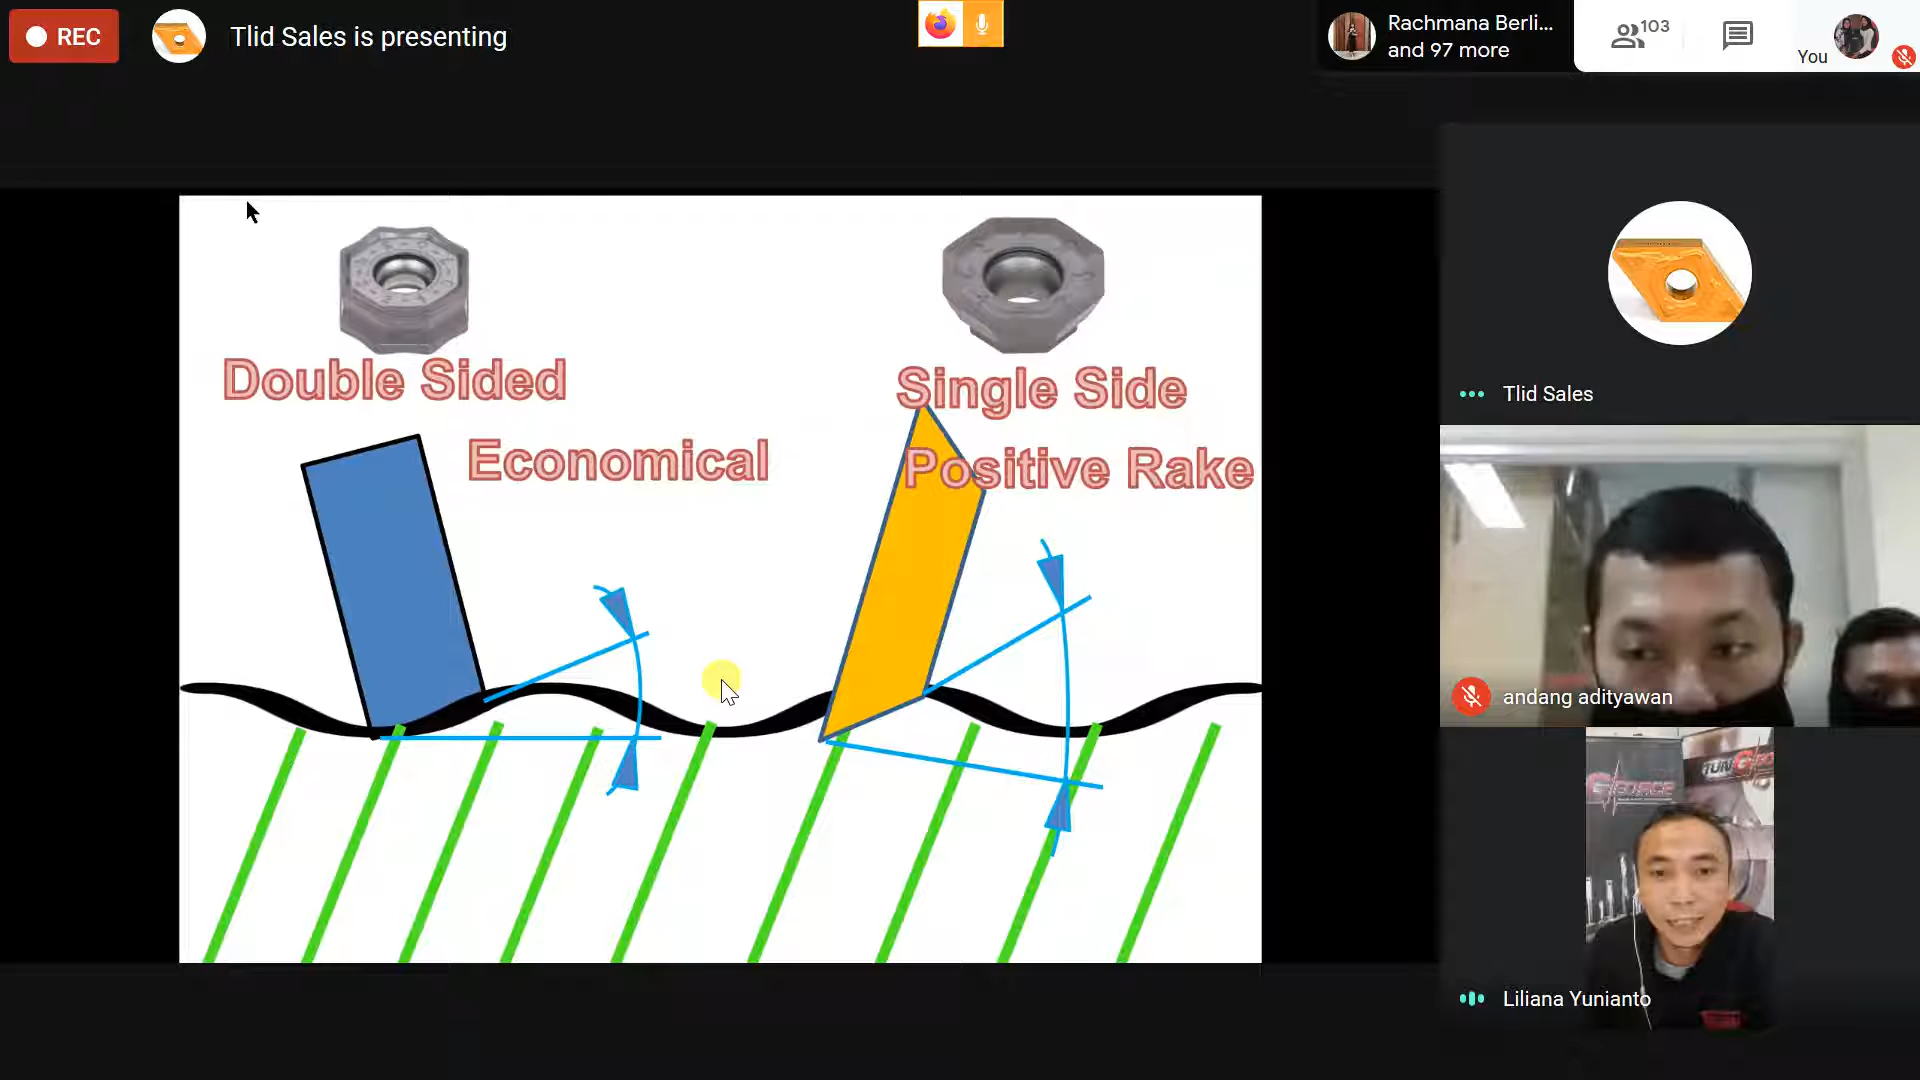 REC
Tlid Sales is presenting
Rachmana Berli...
and 97 more
103
You
Double Sided
Economical
Single Side
Positive Rake
Tlid Sales
andang adityawan
Liliana Yunianto